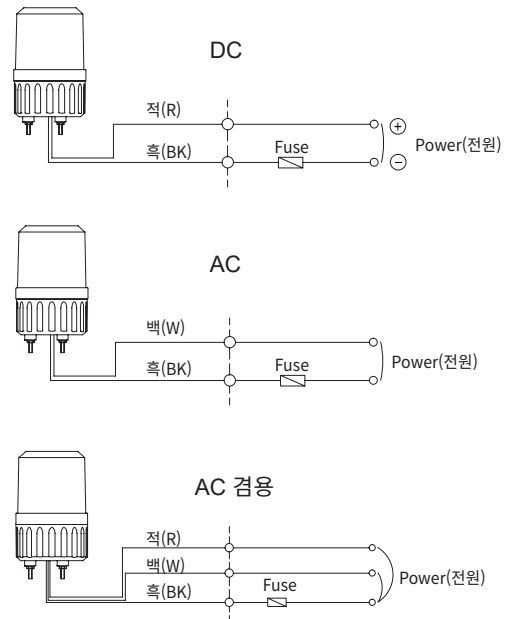 DC
적(R)
흑(BK)
Fuse
⊕
⊖
Power(전원)
AC
백(W)
흑(BK)
Fuse
Power(전원)
AC 겸용
적(R)
백(W)
흑(BK)
Fuse
Power(전원)